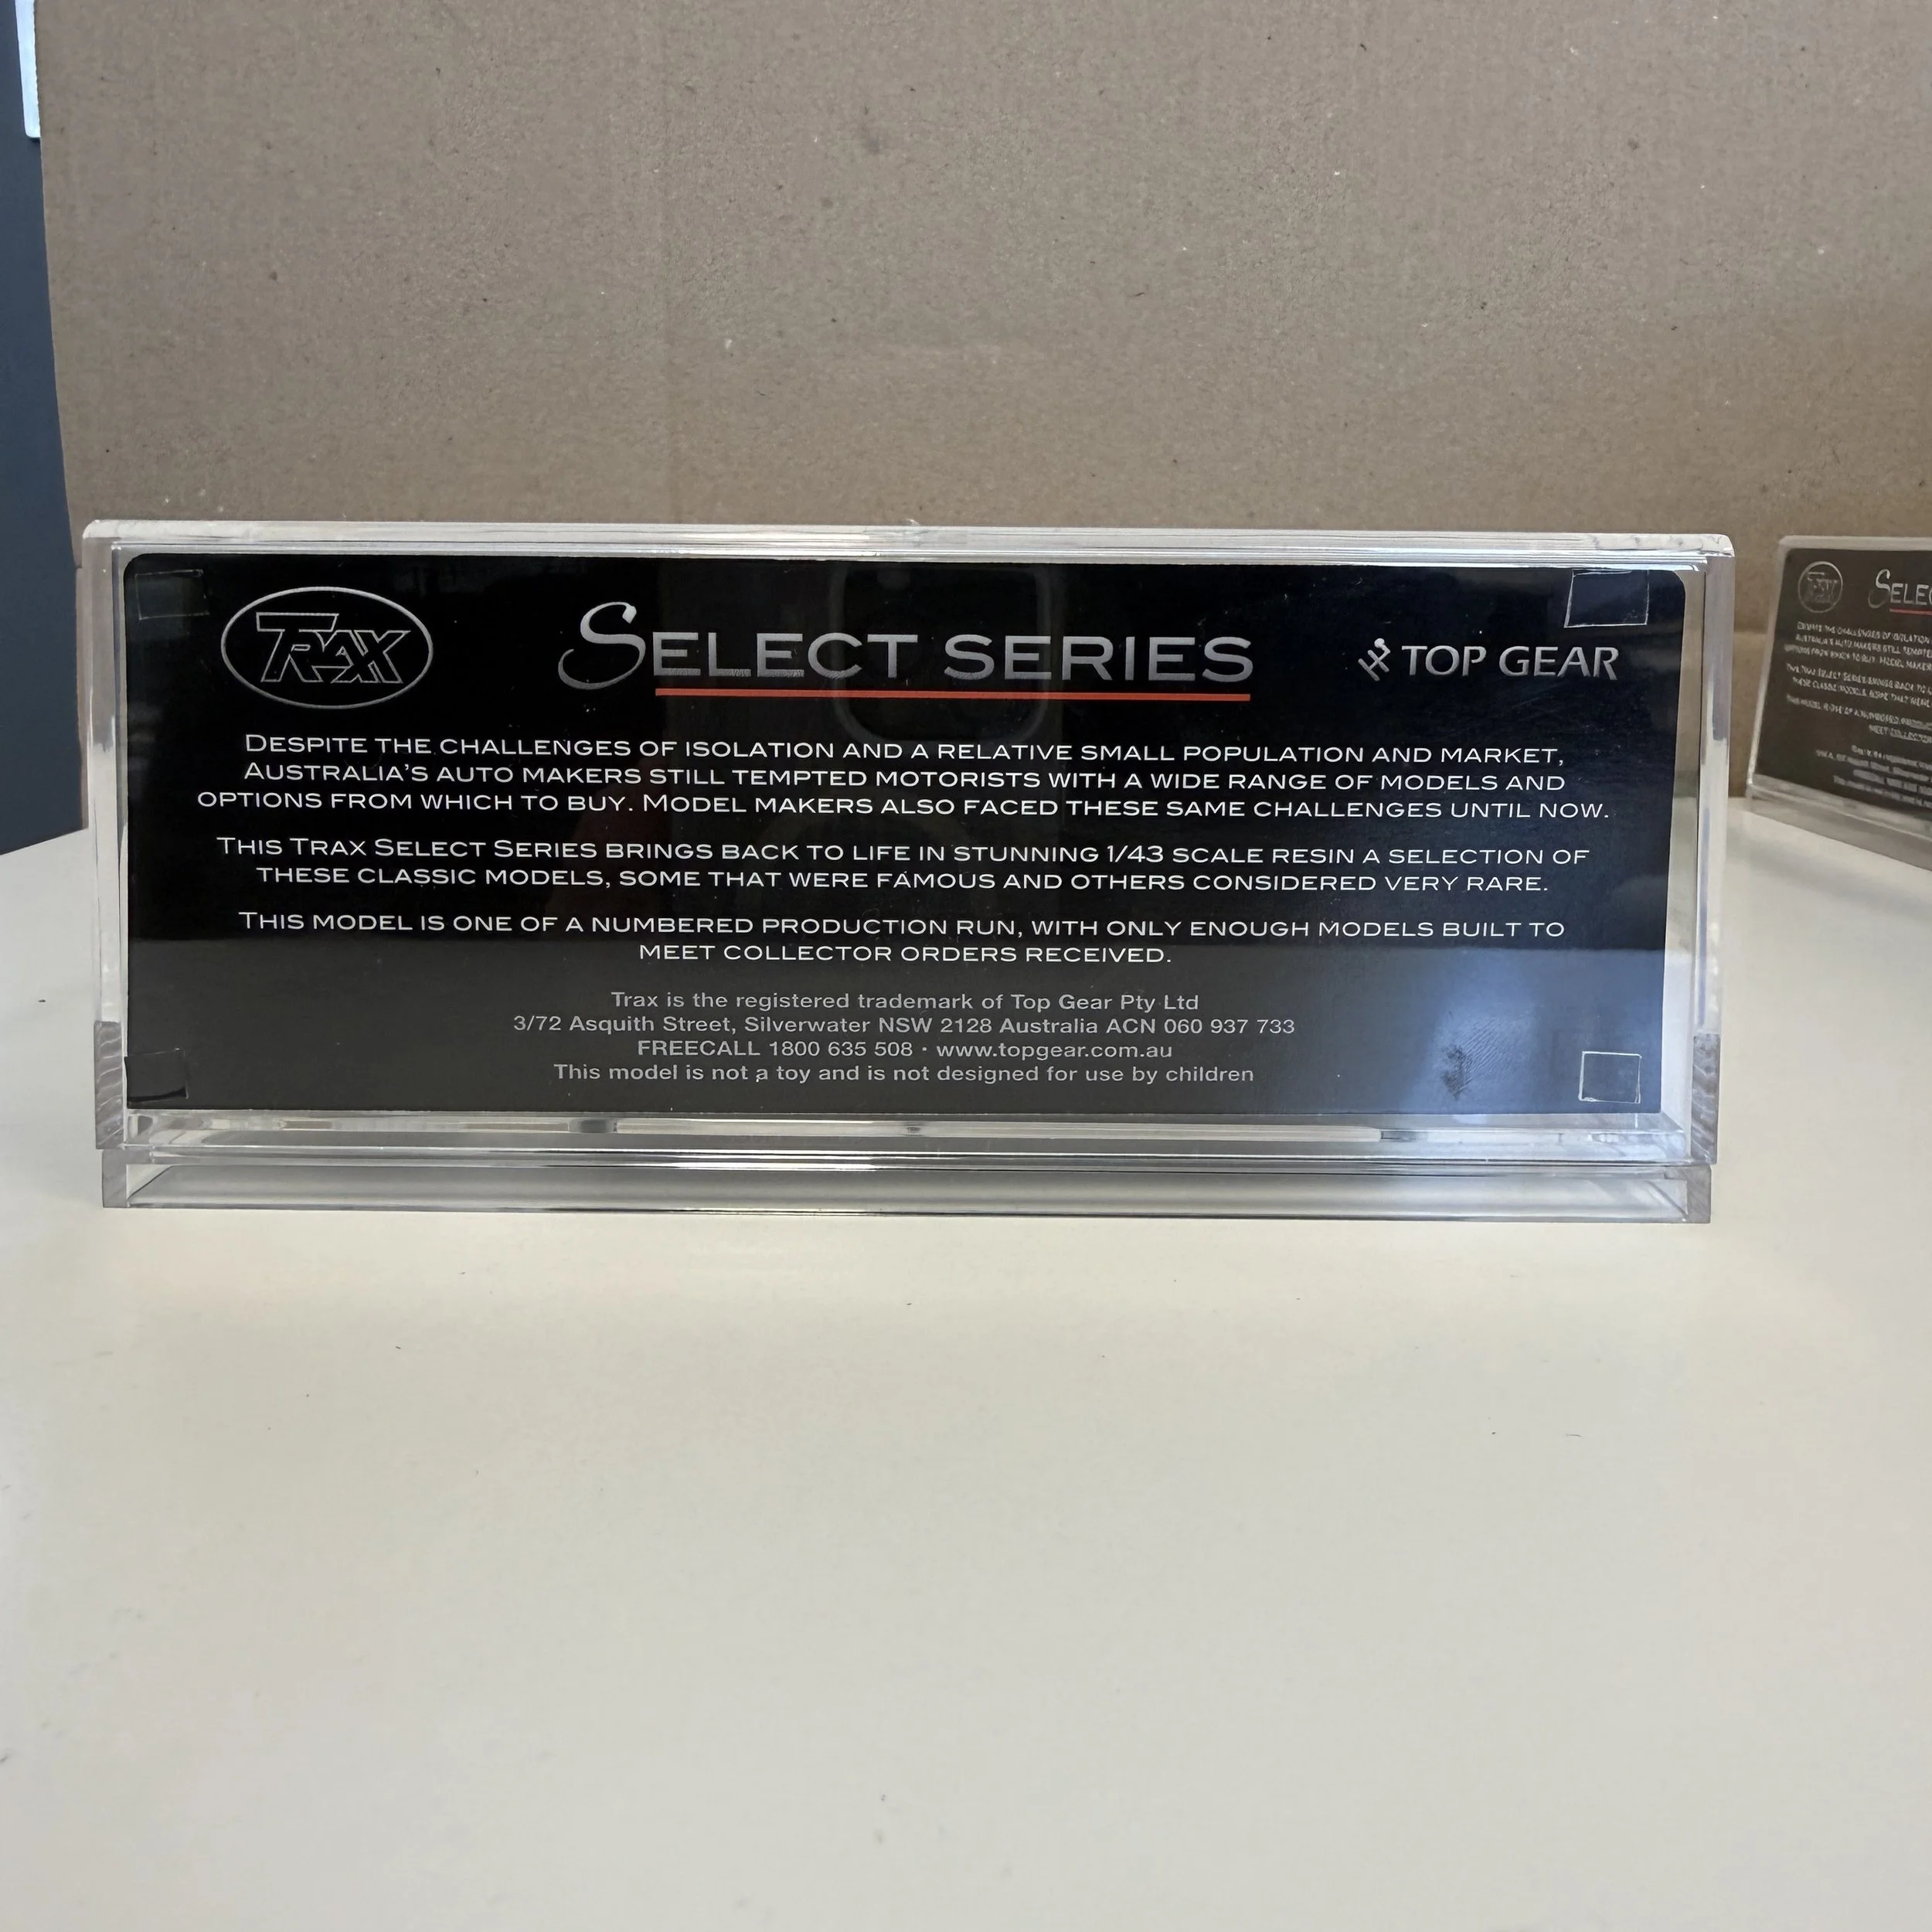 TRAX
SELECT SERIES
TOP GEAR
DESPITE THE CHALLENGES OF ISOLATION AND A RELATIVE SMALL POPULATION AND MARKET,
AUSTRALIA'S AUTO MAKERS STILL TEMPTED MOTORISTS WITH A WIDE RANGE OF MODELS AND
OPTIONS FROM WHICH TO BUY. MODEL MAKERS ALSO FACED THESE SAME CHALLENGES UNTIL NOW.
THIS TRAX SELECT SERIES BRINGS BACK TO LIFE IN STUNNING 1/43 SCALE RESIN A SELECTION OF
THESE CLASSIC MODELS, SOME THAT WERE FAMOUS AND OTHERS CONSIDERED VERY RARE.
THIS MODEL IS ONE OF A NUMBERED PRODUCTION RUN, WITH ONLY ENOUGH MODELS BUILT TO
MEET COLLECTOR ORDERS RECEIVED.
Trax is the registered trademark of Top Gear Pty Ltd
3/72 Asquith Street, Silverwater NSW 2128 Australia ACN 060 937 733
FREECALL 1800 635 508 · www.topgear.com.au
This model is not a toy and is not designed for use by children
TRAX
SELEC